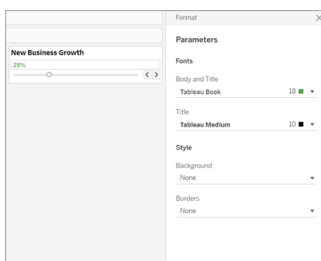 Format
Parameters
New Business Growth
28%
Fonts
Body and Title
Tableau Book 18
Title
Tableau Medium 10
Style
Background
None
Borders
None